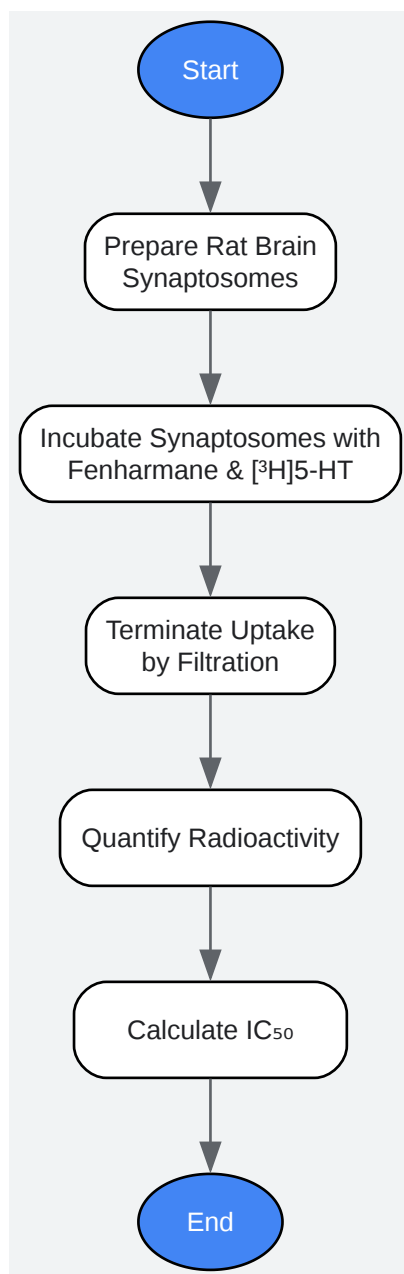 Start
Prepare Rat Brain
Synaptosomes
Incubate Synaptosomes with
Fenharmane & [³H]5-HT
Terminate Uptake
by Filtration
Quantify Radioactivity
Calculate IC₅₀
End